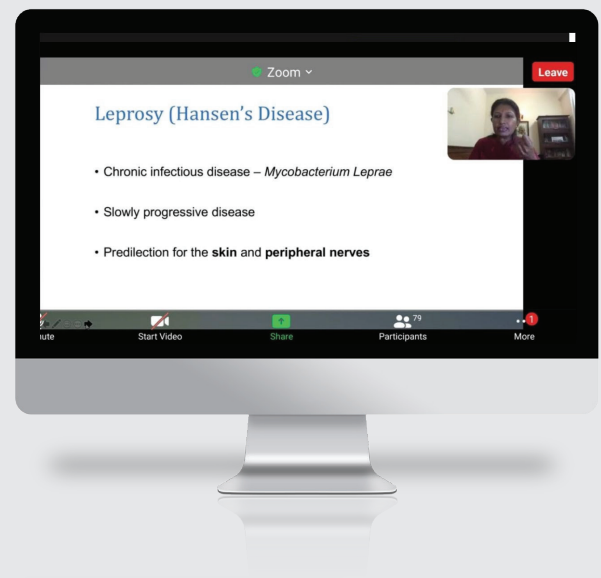 Zoom
Leave
Leprosy (Hansen's Disease)
• Chronic infectious disease – Mycobacterium Leprae
• Slowly progressive disease
• Predilection for the skin and peripheral nerves
79
1
ute
Start Video
Share
Participants
More